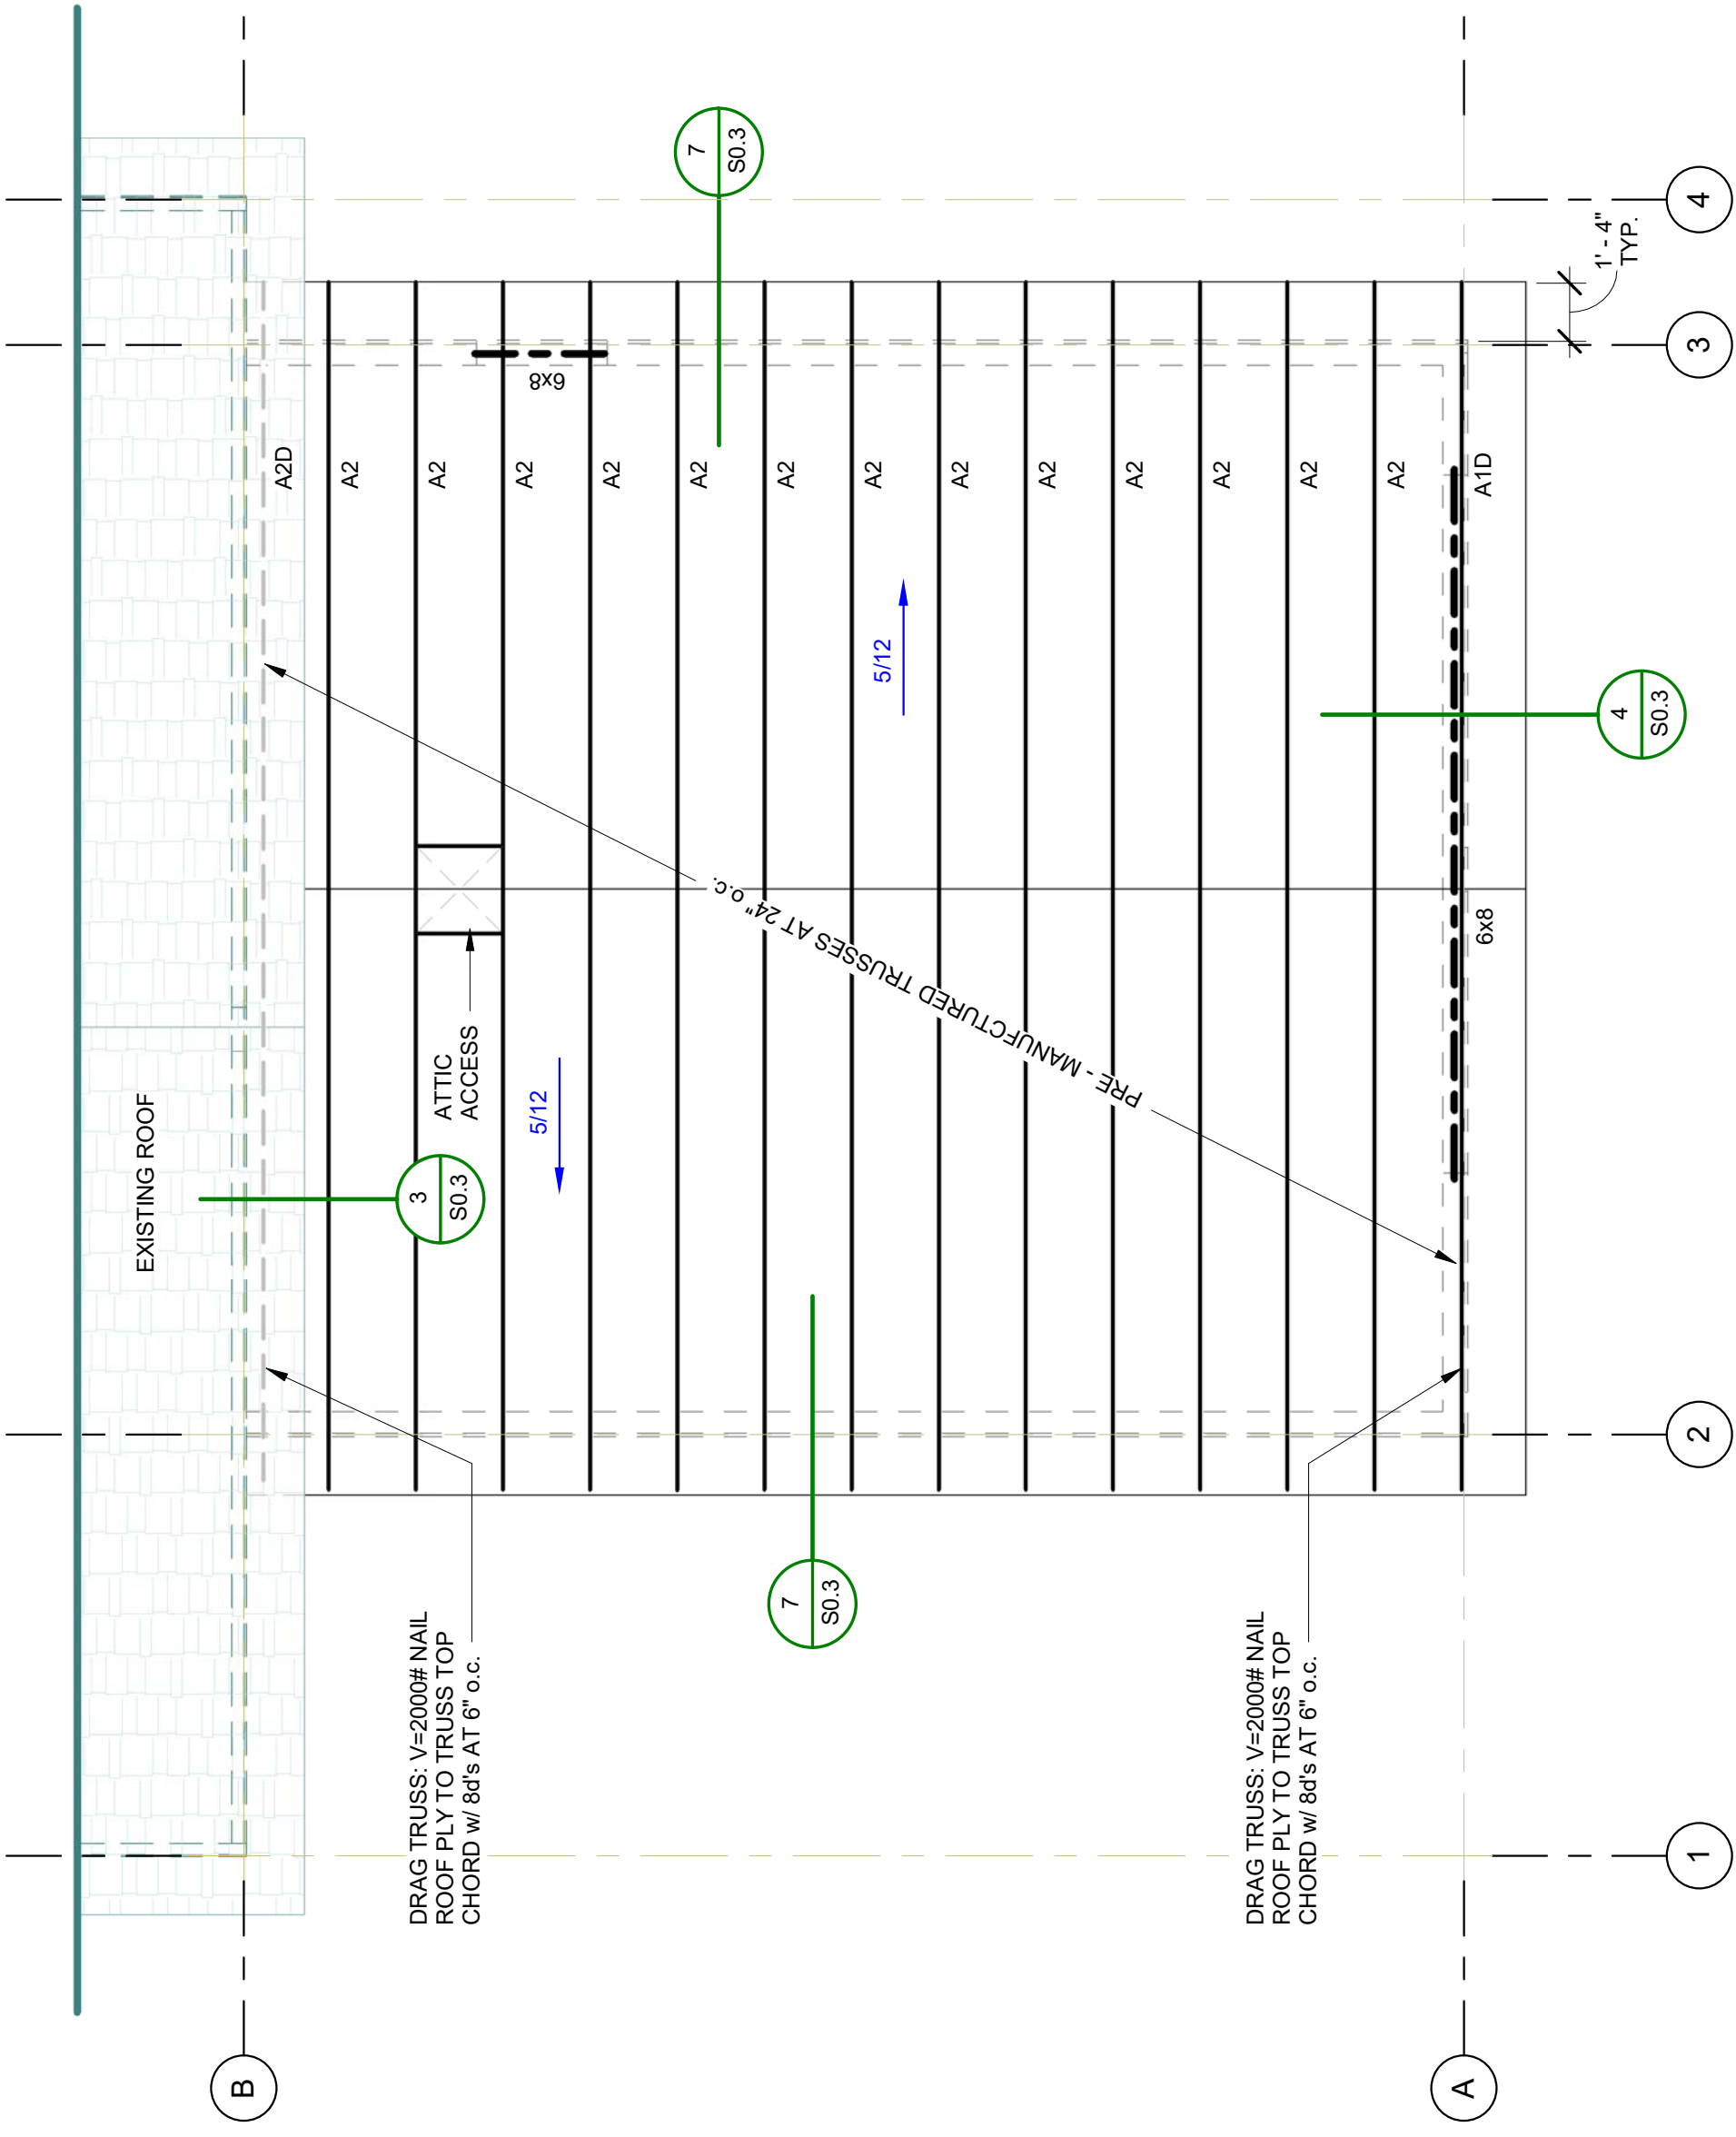 EXISTING ROOF
A2D
A2
A2
A2
A2
A2
A2
A2
A2
A2
A2
A2
A2
A2
A1D
6x8
6x8
ATTIC
ACCESS
5/12
5/12
PRE - MANUFCTURED TRUSSES AT 24" o.c.
3
S0.3
7
S0.3
7
S0.3
4
S0.3
DRAG TRUSS: V=2000# NAIL
ROOF PLY TO TRUSS TOP
CHORD w/ 8d's AT 6" o.c.
DRAG TRUSS: V=2000# NAIL
ROOF PLY TO TRUSS TOP
CHORD w/ 8d's AT 6" o.c.
1' - 4"
TYP.
B
A
1
2
3
4